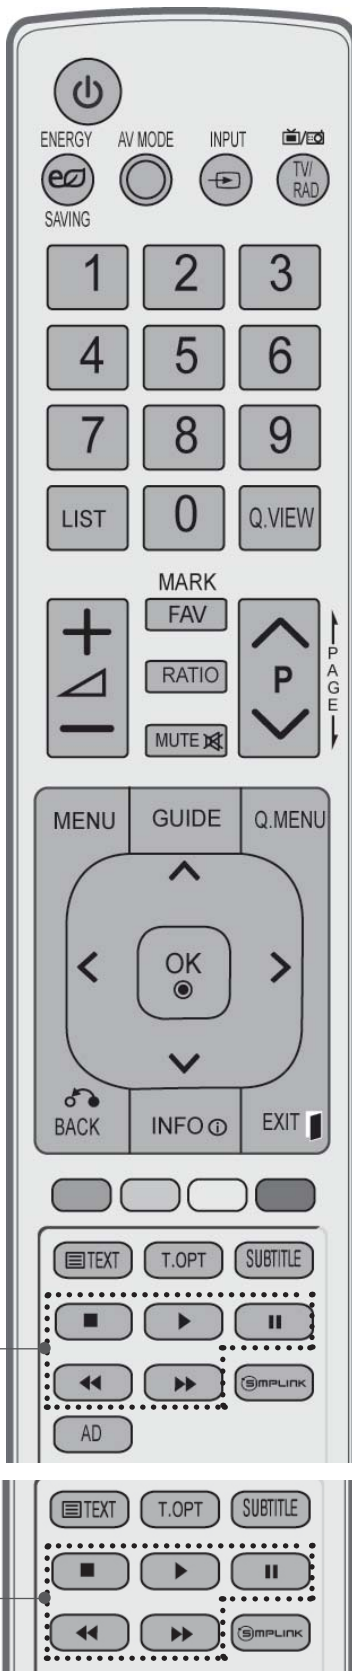 ENERGY AV MODE INPUT
TV/
RAD
SAVING
1 2 3
4 5 6
7 8 9
LIST 0 Q.VIEW
MARK
FAV
RATIO
P
PAGE
MUTE
MENU GUIDE Q.MENU
OK
BACK INFO EXIT
TEXT T.OPT SUBTITLE
SIMPLINK
AD
TEXT T.OPT SUBTITLE
SIMPLINK